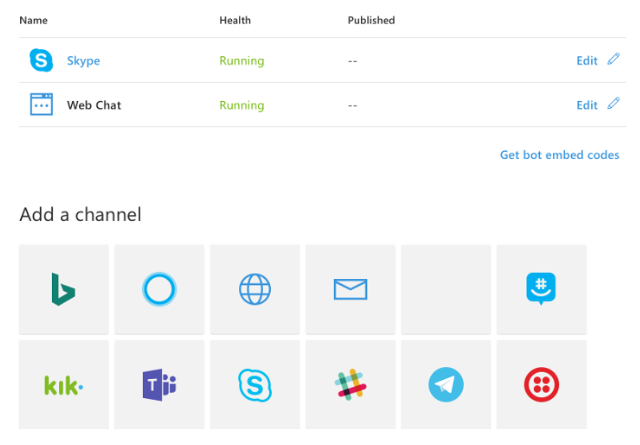 Name Health Published
Skype Running -- Edit
Web Chat Running -- Edit
Get bot embed codes
Add a channel
kik.
T